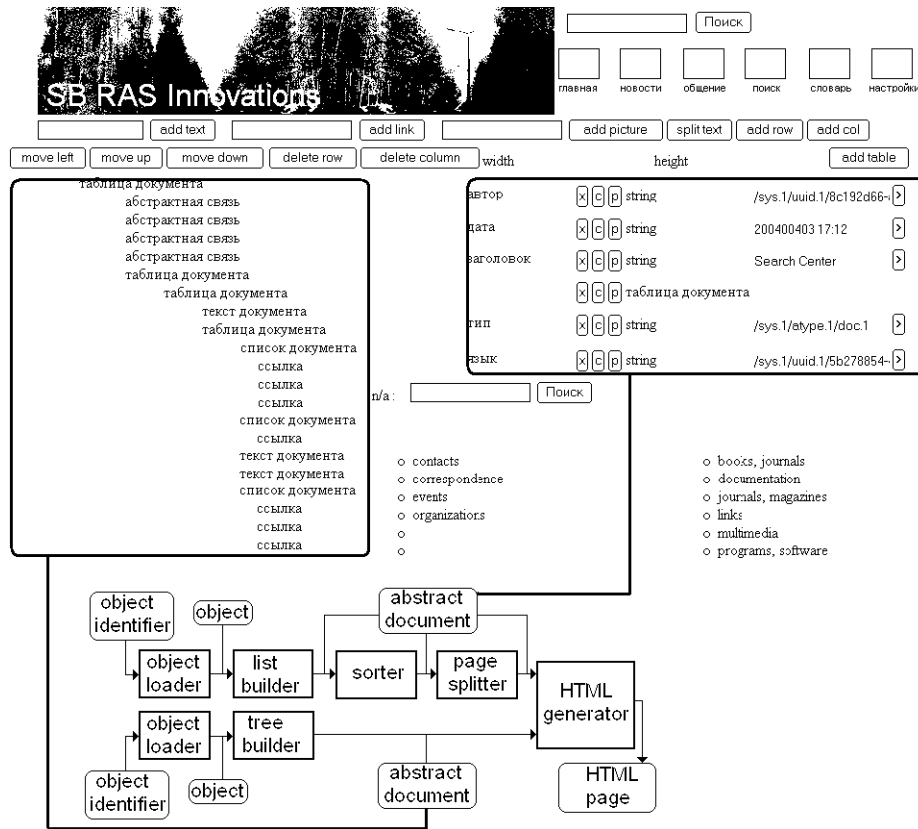 Поиск
SB RAS Innovations
главная новости общение поиск словарь настройки
add text add link add picture split text add row add col
move left move up move down delete row delete column width height add table
таблица документа
абстрактная связь
абстрактная связь
абстрактная связь
абстрактная связь
таблица документа
таблица документа
текст документа
таблица документа
список документа
ссылка
ссылка
ссылка
список документа
ссылка
текст документа
текст документа
список документа
ссылка
ссылка
ссылка
автор x c p string /sys.1/uuid.1/8c192d66- >
дата x c p string 200400403 17:12 >
заголовок x c p string Search Center >
x c p таблица документа
тип x c p string /sys.1/atype.1/doc.1 >
язык x c p string /sys.1/uuid.1/5b278854- >
n/a : Поиск
contacts
correspondence
events
organizations
books, journals
documentation
journals, magazines
links
multimedia
programs, software
object
identifier
object
abstract
document
object
loader
list
builder
sorter
page
splitter
HTML
generator
object
loader
tree
builder
object
identifier
object
abstract
document
HTML
page